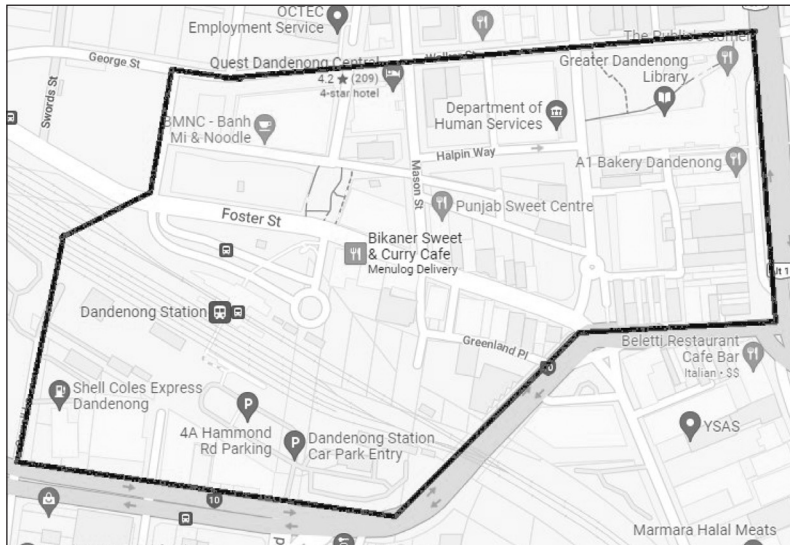 OCTEC
Employment Service
George St
Swords St
Quest Dandenong Central
4.2 ★ (209)
4-star hotel
Walker St
The Public's Corner
Greater Dandenong
Library
BMNC - Banh
Mi & Noodle
Department of
Human Services
Halpin Way
A1 Bakery Dandenong
Mason St
Foster St
Punjab Sweet Centre
Bikaner Sweet
& Curry Cafe
Menulog Delivery
Dandenong Station
Greenland Pl
Beletti Restaurant
Cafe Bar
Italian • $$
Shell Coles Express
Dandenong
P
P
4A Hammond
Rd Parking
Dandenong Station
Car Park Entry
YSAS
10
Marmara Halal Meats